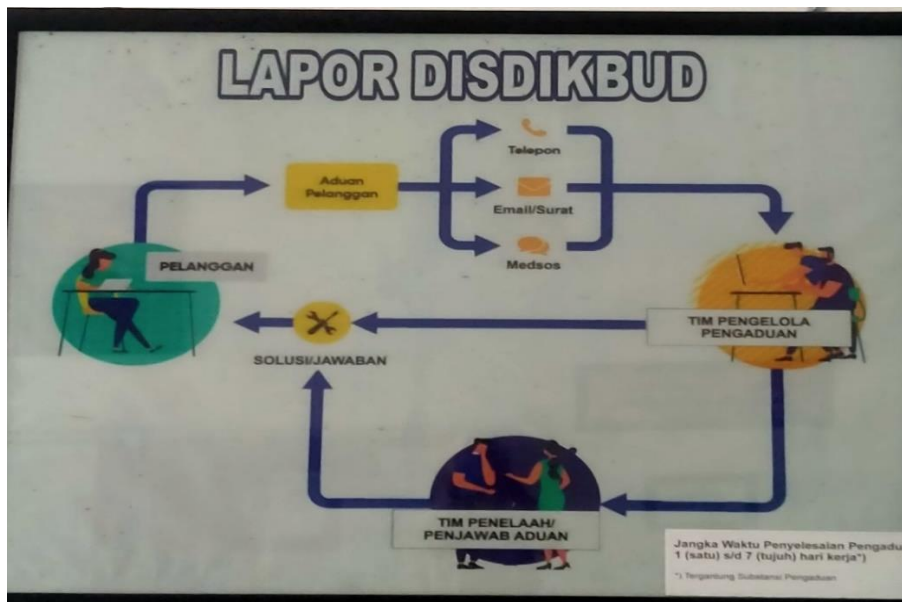 LAPOR DISDIKBUD
Aduan
Pelanggan
Telepon
Email/Surat
Medsos
PELANGGAN
TIM PENGELOLA
PENGADUAN
SOLUSI/JAWABAN
TIM PENELAAH/
PENJAWAB ADUAN
Jangka Waktu Penyelesaian Pengadu
1 (satu) s/d 7 (tujuh) hari kerja*)
*) Tergantung Substansi Pengaduan